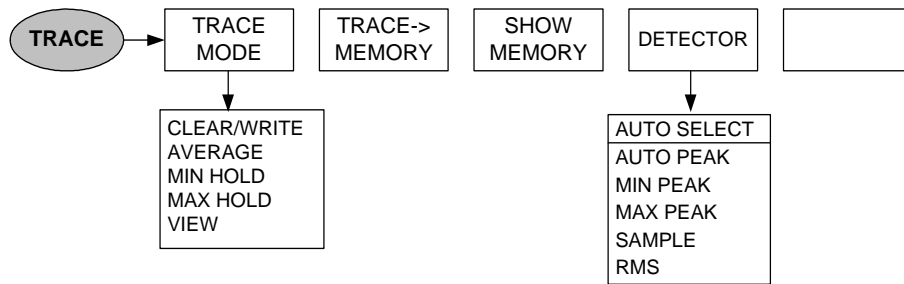 TRACE
TRACE
MODE
TRACE->
MEMORY
SHOW
MEMORY
DETECTOR
CLEAR/WRITE
AVERAGE
MIN HOLD
MAX HOLD
VIEW
AUTO SELECT
AUTO PEAK
MIN PEAK
MAX PEAK
SAMPLE
RMS